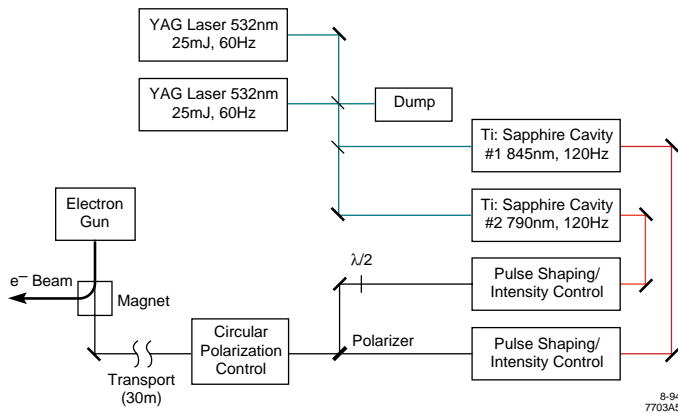 YAG Laser 532nm
25mJ, 60Hz
YAG Laser 532nm
25mJ, 60Hz
Dump
Ti: Sapphire Cavity
#1 845nm, 120Hz
Electron
Gun
Ti: Sapphire Cavity
#2 790nm, 120Hz
e– Beam
Magnet
λ/2
Pulse Shaping/
Intensity Control
Circular
Polarization
Control
Polarizer
Pulse Shaping/
Intensity Control
Transport
(30m)
8-94
7703A5